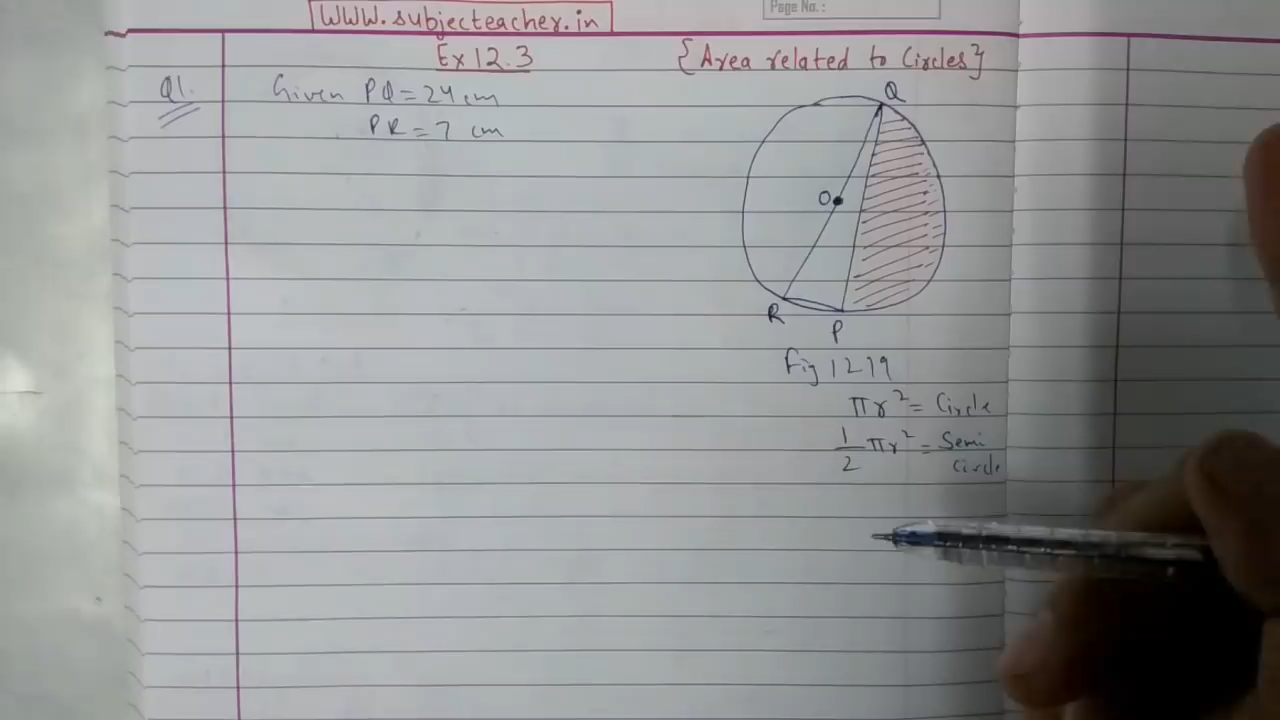 WWW.subjecteacher.in
Page No.:
Ex 12.3
{Area related to Circles}
Q1.
Given PQ = 24 cm
PR = 7 cm
Q
O
R
P
Fig 12.19
πr² = Circle
1/2 πr² = Semi circle